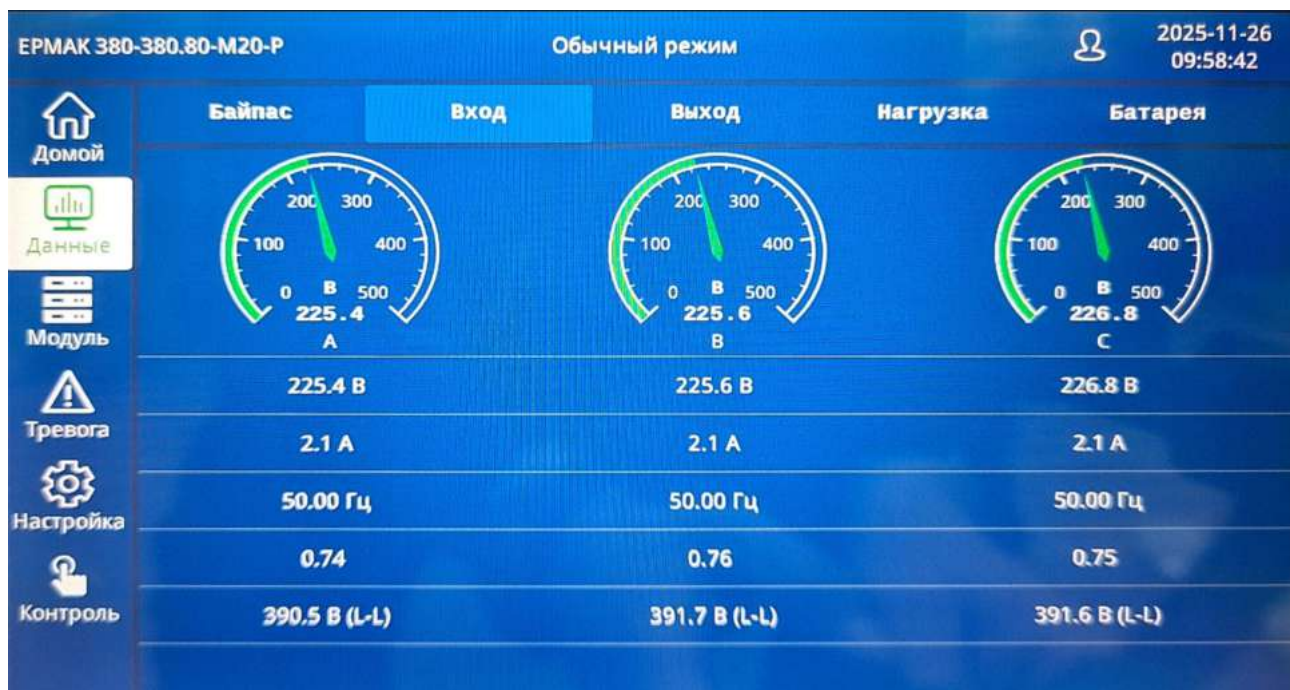 ЕРМАК 380-380.80-М20-Р
Обычный режим
2025-11-26
09:58:42
Домой
Данные
Модуль
Тревога
Настройка
Контроль
Байпас Вход Выход Нагрузка Батарея
0 100 200 300 400 500
В
225.4
A
0 100 200 300 400 500
В
225.6
B
0 100 200 300 400 500
В
226.8
C
225.4 В 225.6 В 226.8 В
2.1 А 2.1 А 2.1 А
50.00 Гц 50.00 Гц 50.00 Гц
0.74 0.76 0.75
390.5 В (L-L) 391.7 В (L-L) 391.6 В (L-L)